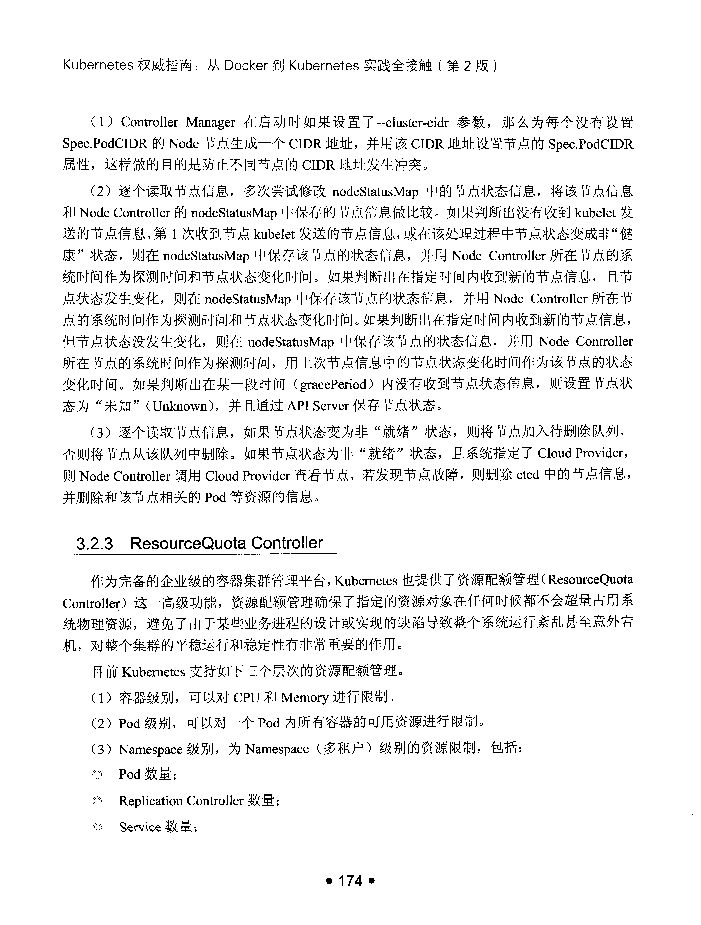 Kubernetes 权威指南：从 Docker 到 Kubernetes 实践全接触（第 2 版）
（1）Controller Manager 在启动时如果设置了--cluster-cidr 参数，那么为每个没有设置
Spec.PodCIDR 的 Node 节点生成一个 CIDR 地址，并用该 CIDR 地址设置节点的 Spec.PodCIDR
属性，这样做的目的是防止不同节点的 CIDR 地址发生冲突。
（2）逐个读取节点信息，多次尝试修改 nodeStatusMap 中的节点状态信息，将该节点信息
和 Node Controller 的 nodeStatusMap 中保存的节点信息做比较。如果判断出没有收到 kubelet 发
送的节点信息、第 1 次收到节点 kubelet 发送的节点信息，或在该处理过程中节点状态变成非“健
康”状态，则在 nodeStatusMap 中保存该节点的状态信息，并用 Node Controller 所在节点的系
统时间作为探测时间和节点状态变化时间。如果判断出在指定时间内收到新的节点信息，且节
点状态发生变化，则在 nodeStatusMap 中保存该节点的状态信息，并用 Node Controller 所在节
点的系统时间作为探测时间和节点状态变化时间。如果判断出在指定时间内收到新的节点信息，
但节点状态没发生变化，则在 nodeStatusMap 中保存该节点的状态信息，并用 Node Controller
所在节点的系统时间作为探测时间，用上次节点信息中的节点状态变化时间作为该节点的状态
变化时间。如果判断出在某一段时间（gracePeriod）内没有收到节点状态信息，则设置节点状
态为“未知”（Unknown），并且通过 API Server 保存节点状态。
（3）逐个读取节点信息，如果节点状态变为非“就绪”状态，则将节点加入待删除队列，
否则将节点从该队列中删除。如果节点状态为非“就绪”状态，且系统指定了 Cloud Provider，
则 Node Controller 调用 Cloud Provider 查看节点，若发现节点故障，则删除 etcd 中的节点信息，
并删除和该节点相关的 Pod 等资源的信息。
3.2.3 ResourceQuota Controller
作为完备的企业级的容器集群管理平台，Kubernetes 也提供了资源配额管理（ResourceQuota
Controller）这一高级功能，资源配额管理确保了指定的资源对象在任何时候都不会超量占用系
统物理资源，避免了由于某些业务进程的设计或实现的缺陷导致整个系统运行紊乱甚至意外宕
机，对整个集群的平稳运行和稳定性有非常重要的作用。
目前 Kubernetes 支持如下三个层次的资源配额管理。
（1）容器级别，可以对 CPU 和 Memory 进行限制。
（2）Pod 级别，可以对一个 Pod 内所有容器的可用资源进行限制。
（3）Namespace 级别，为 Namespace（多租户）级别的资源限制，包括：
Pod 数量；
Replication Controller 数量；
Service 数量；
• 174 •